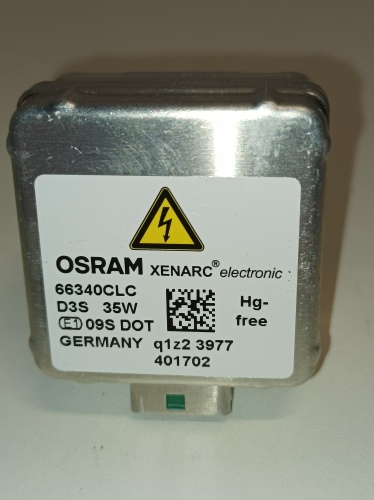 OSRAM XENARC® electronic
66340CLC
D3S 35W
Hg-
free
E1 09S DOT
GERMANY q1z2 3977
401702